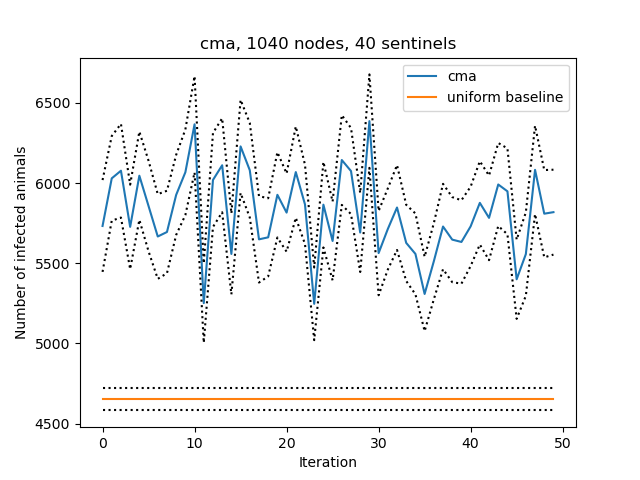 cma, 1040 nodes, 40 sentinels
cma
uniform baseline
Number of infected animals
6500
6000
5500
5000
4500
0 10 20 30 40 50
Iteration